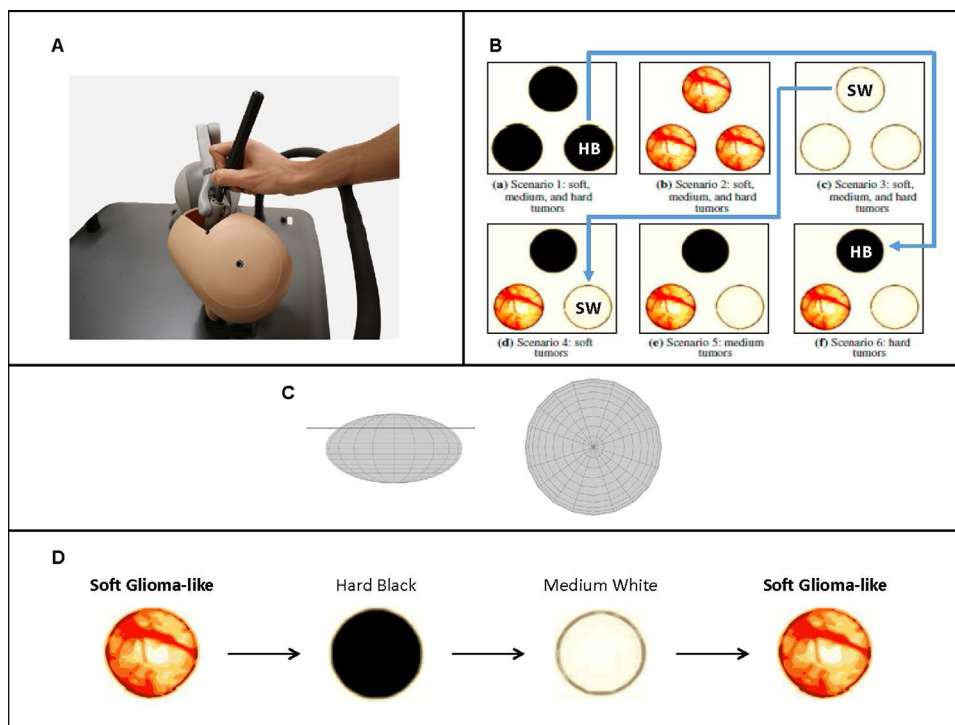 A
B
SW
HB
(a) Scenario 1: soft,
medium, and hard
tumors
(b) Scenario 2: soft,
medium, and hard
tumors
(c) Scenario 3: soft,
medium, and hard
tumors
HB
SW
(d) Scenario 4: soft
tumors
(e) Scenario 5: medium
tumors
(f) Scenario 6: hard
tumors
C
D
Soft Glioma-like
Hard Black
Medium White
Soft Glioma-like